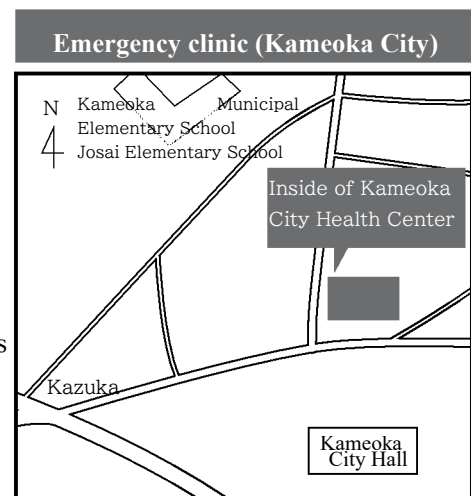 Emergency clinic (Kameoka City)
N
Kameoka Municipal
Elementary School
Josai Elementary School
Inside of Kameoka
City Health Center
s
Kazuka
Kameoka
City Hall